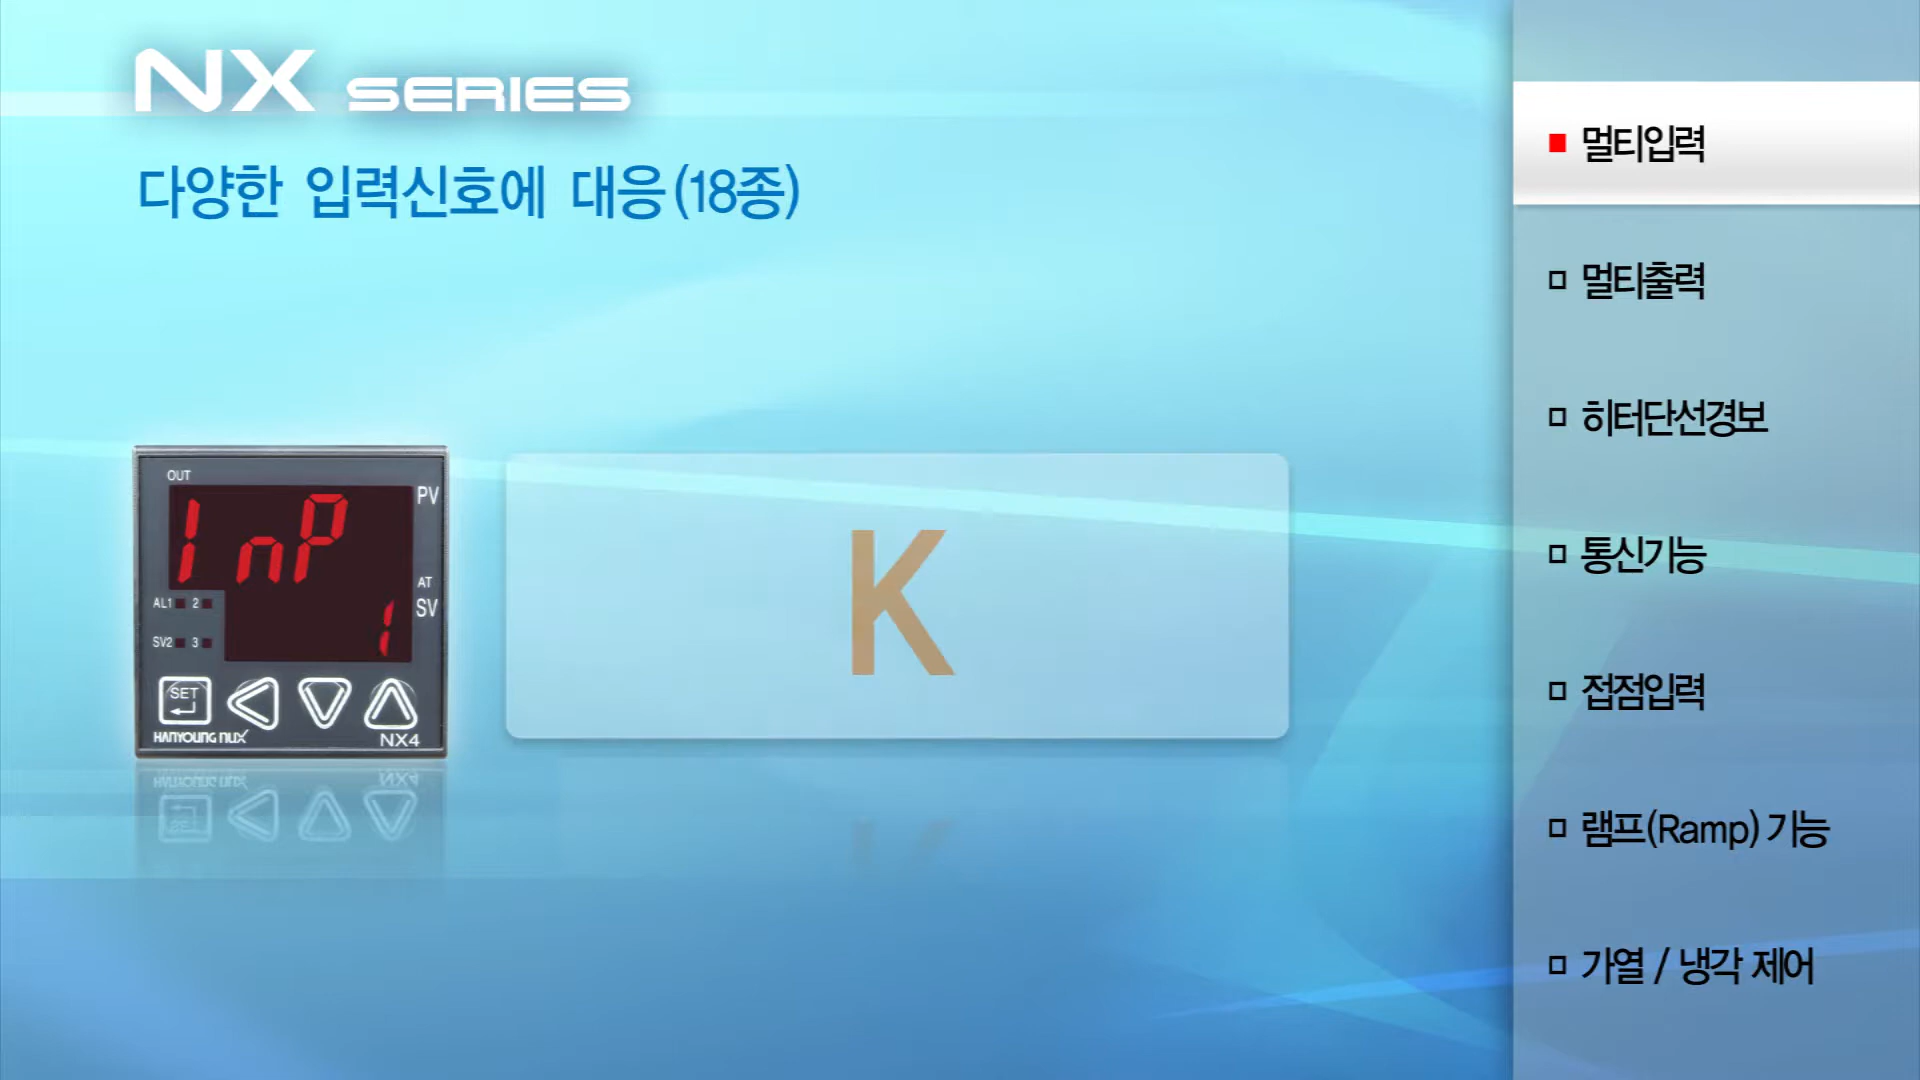 NX SERIES
다양한 입력신호에 대응(18종)
OUT
PV
InP
AT
AL1 2
SV
1
SV2 3
SET
HANYOUNG nux
NX4
K
멀티입력
멀티출력
히터단선경보
통신기능
접점입력
램프(Ramp) 기능
가열 / 냉각 제어